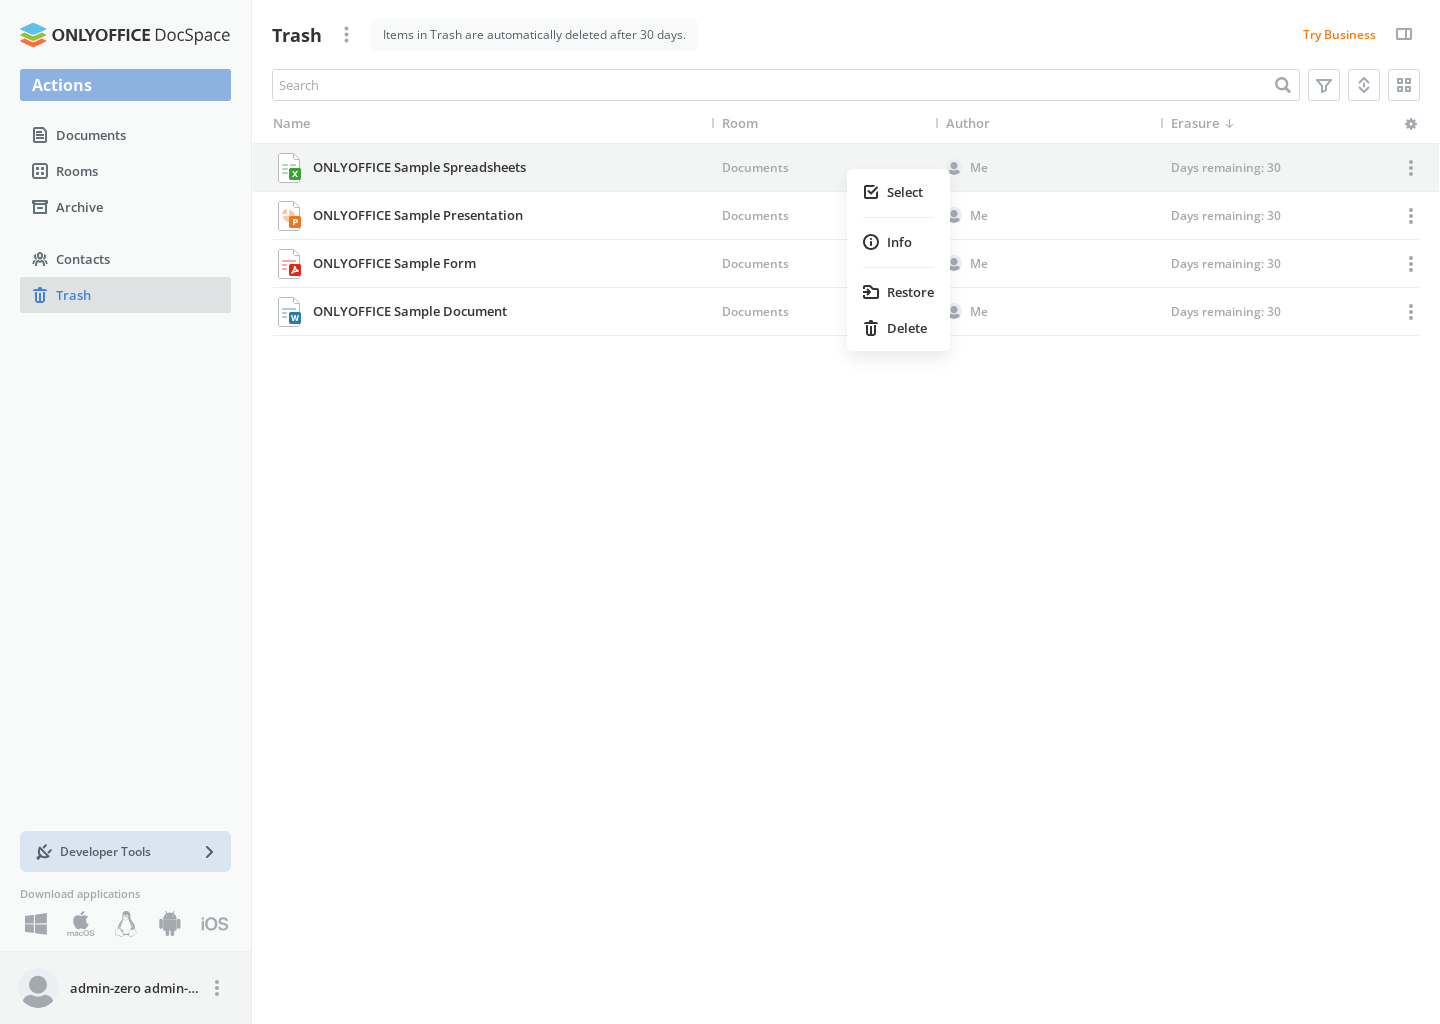 ONLYOFFICE DocSpace
Trash
Items in Trash are automatically deleted after 30 days.
Try Business
Actions
Search
Documents
Rooms
Archive
Contacts
Trash
Name
Room
Author
Erasure
ONLYOFFICE Sample Spreadsheets
Documents
Me
Days remaining: 30
ONLYOFFICE Sample Presentation
Documents
Me
Days remaining: 30
ONLYOFFICE Sample Form
Documents
Me
Days remaining: 30
ONLYOFFICE Sample Document
Documents
Me
Days remaining: 30
Select
Info
Restore
Delete
Developer Tools
Download applications
macOS
iOS
admin-zero admin-...